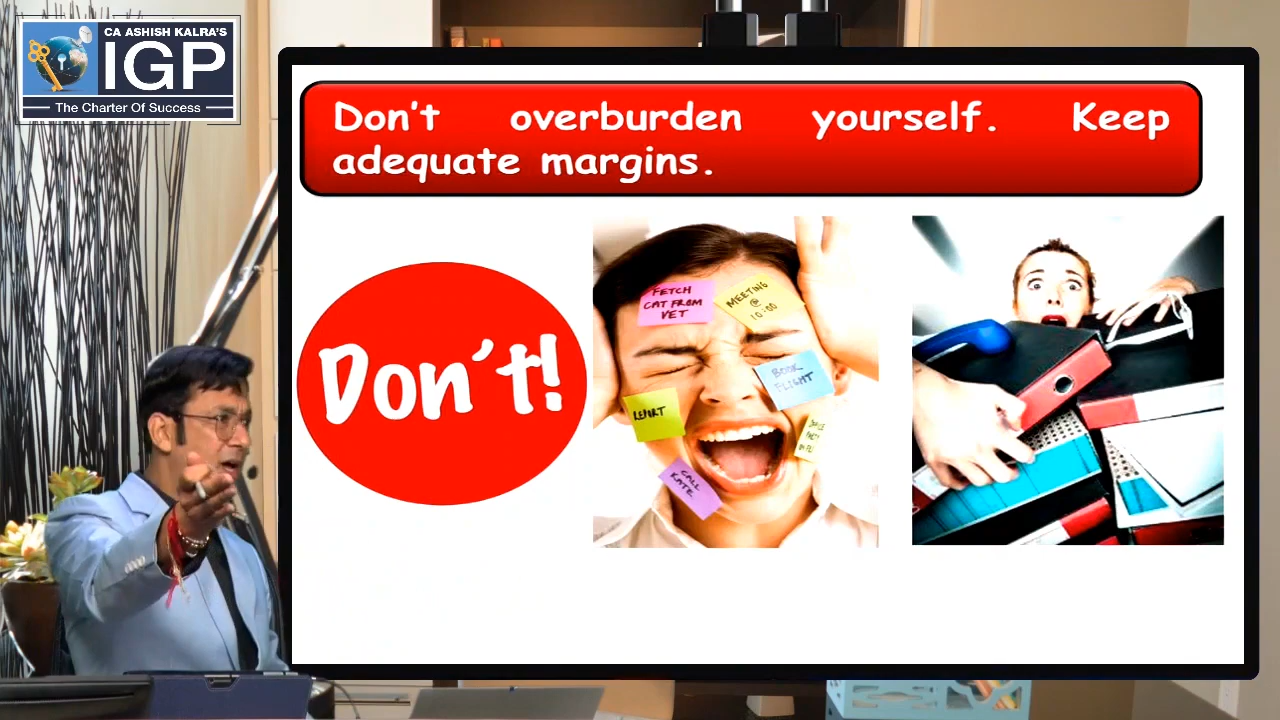 CA ASHISH KALRA'S
IGP
The Charter Of Success
Don't overburden yourself. Keep
adequate margins.
Don't!
FETCH
CAT FROM
VET
MEETING
@
10:00
BOOK
FLIGHT
REPORT
CALL
KATE